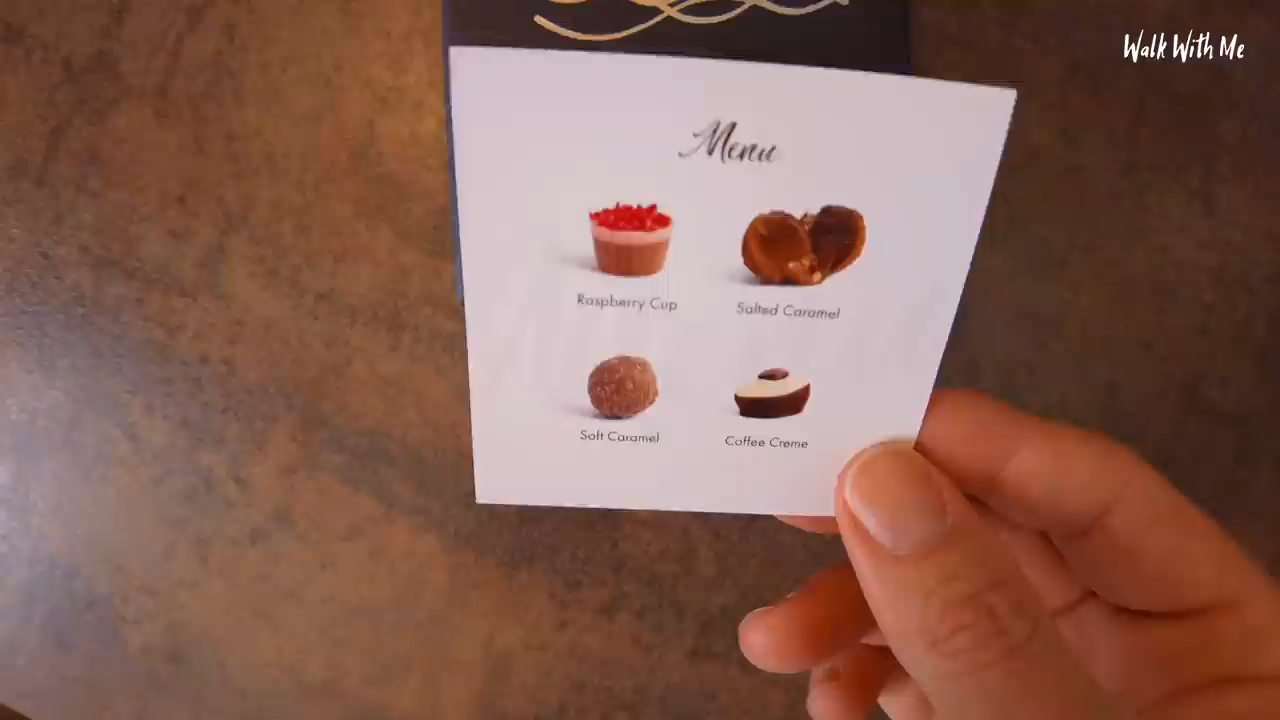 Walk With Me
Menu
Raspberry Cup
Salted Caramel
Soft Caramel
Coffee Creme